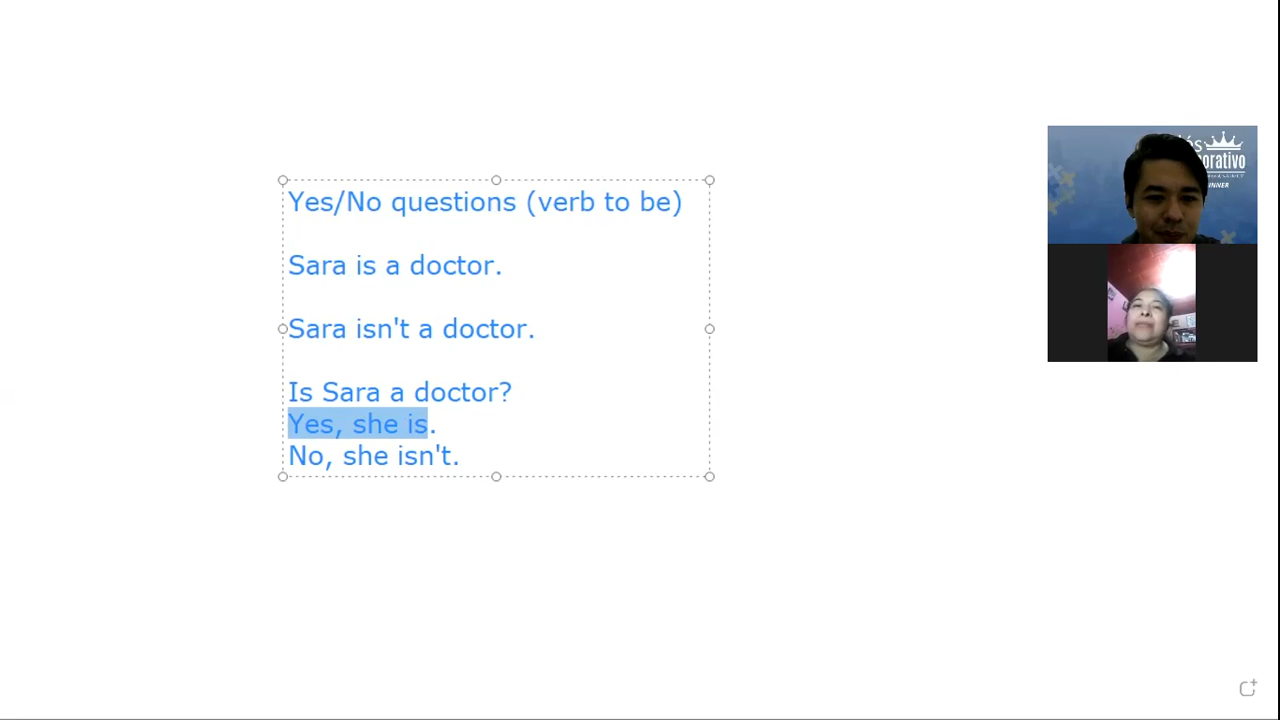 Yes/No questions (verb to be)
Sara is a doctor.
Sara isn't a doctor.
Is Sara a doctor?
Yes, she is.
No, she isn't.